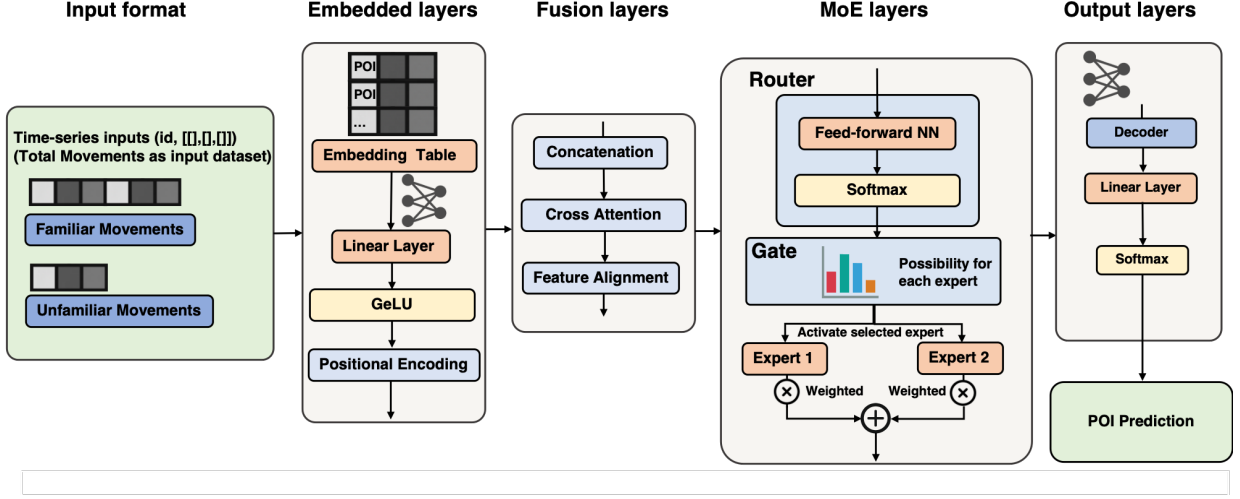 Input format
Embedded layers
Fusion layers
MoE layers
Output layers
Time-series inputs (id, [[],[],[]])
(Total Movements as input dataset)
Familiar Movements
Unfamiliar Movements
POI
POI
...
Embedding Table
Linear Layer
GeLU
Positional Encoding
Concatenation
Cross Attention
Feature Alignment
Router
Feed-forward NN
Softmax
Gate
Possibility for
each expert
Activate selected expert
Expert 1
Expert 2
Weighted
Weighted
Decoder
Linear Layer
Softmax
POI Prediction